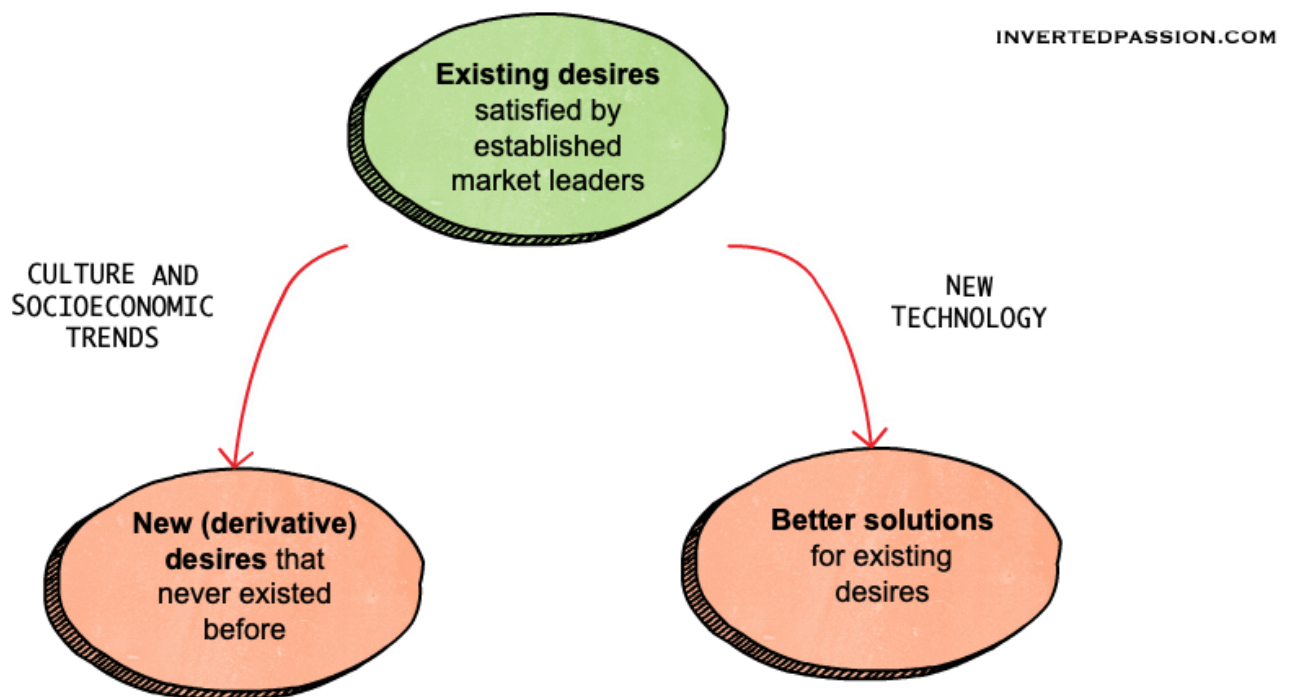 INVERTEDPASSION.COM
Existing desires
satisfied by
established
market leaders
CULTURE AND
SOCIOECONOMIC
TRENDS
NEW
TECHNOLOGY
New (derivative)
desires that
never existed
before
Better solutions
for existing
desires